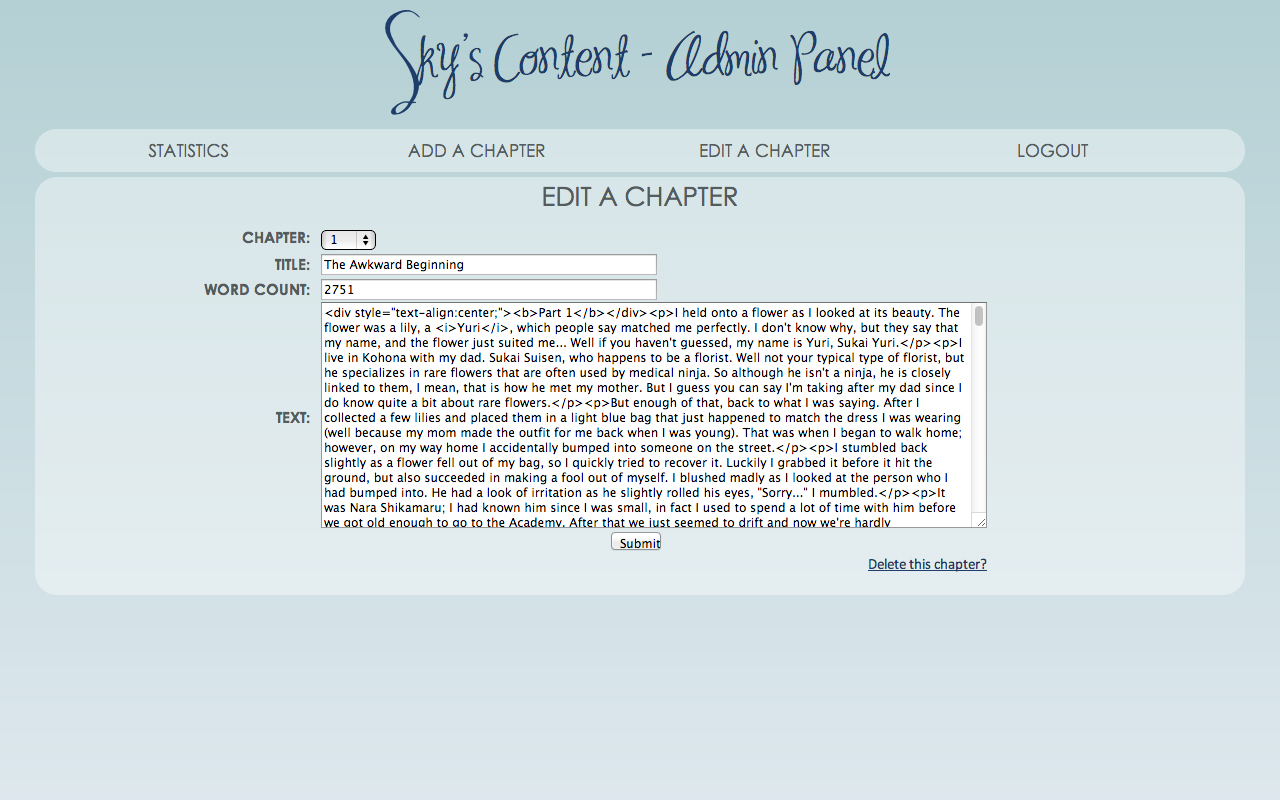 Sky's Content - Admin Panel
STATISTICS ADD A CHAPTER EDIT A CHAPTER LOGOUT
EDIT A CHAPTER
CHAPTER: 1
TITLE: The Awkward Beginning
WORD COUNT: 2751
TEXT:
<div style="text-align:center;"><b>Part 1</b></div><p>I held onto a flower as I looked at its beauty. The
flower was a lily, a <i>Yuri</i>, which people say matched me perfectly. I don't know why, but they say that
my name, and the flower just suited me... Well if you haven't guessed, my name is Yuri, Sukai Yuri.</p><p>I
live in Kohona with my dad. Sukai Suisen, who happens to be a florist. Well not your typical type of florist, but
he specializes in rare flowers that are often used by medical ninja. So although he isn't a ninja, he is closely
linked to them, I mean, that is how he met my mother. But I guess you can say I'm taking after my dad since I
do know quite a bit about rare flowers.</p><p>But enough of that, back to what I was saying. After I
collected a few lilies and placed them in a light blue bag that just happened to match the dress I was wearing
(well because my mom made the outfit for me back when I was young). That was when I began to walk home;
however, on my way home I accidentally bumped into someone on the street.</p><p>I stumbled back
slightly as a flower fell out of my bag, so I quickly tried to recover it. Luckily I grabbed it before it hit the
ground, but also succeeded in making a fool out of myself. I blushed madly as I looked at the person who I
had bumped into. He had a look of irritation as he slightly rolled his eyes, "Sorry..." I mumbled.</p><p>It
was Nara Shikamaru; I had known him since I was small, in fact I used to spend a lot of time with him before
we got old enough to go to the Academy. After that we just seemed to drift and now we're hardly
Submit
Delete this chapter?